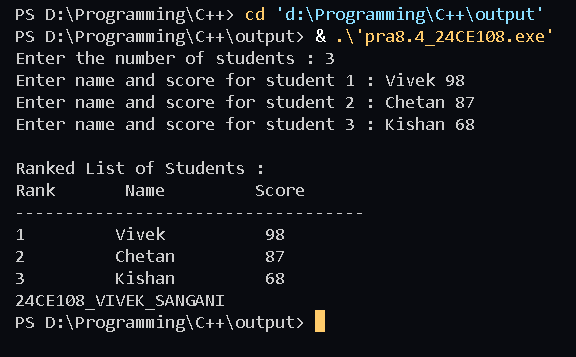 PS D:\Programming\C++> cd 'd:\Programming\C++\output'
PS D:\Programming\C++\output> & .\'pra8.4_24CE108.exe'
Enter the number of students : 3
Enter name and score for student 1 : Vivek 98
Enter name and score for student 2 : Chetan 87
Enter name and score for student 3 : Kishan 68

Ranked List of Students :
Rank      Name         Score
-----------------------------------
1         Vivek          98
2         Chetan         87
3         Kishan         68
24CE108_VIVEK_SANGANI
PS D:\Programming\C++\output>